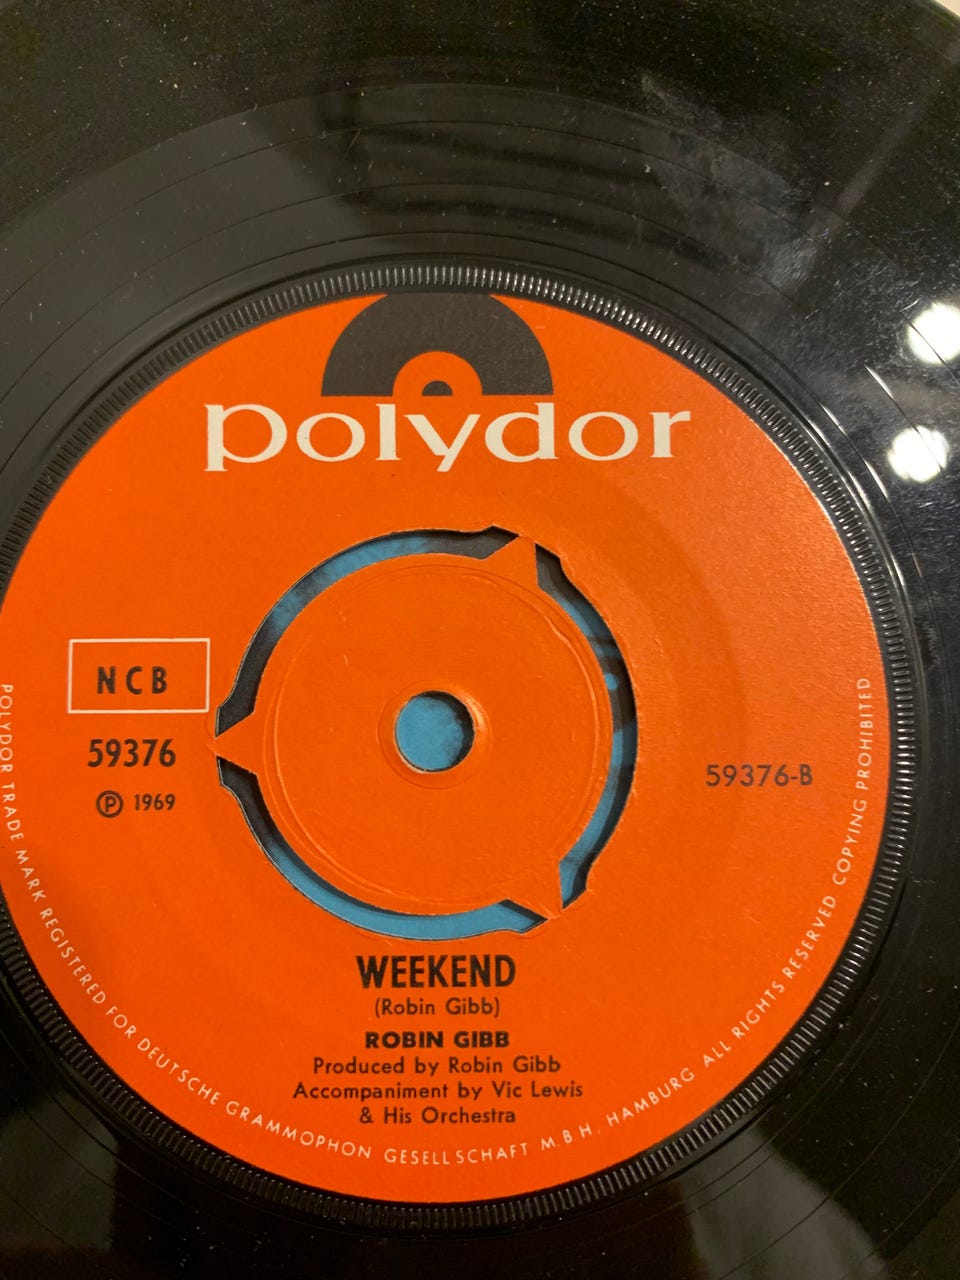 polydor
NCB
59376
Ⓟ 1969
59376-B
WEEKEND
(Robin Gibb)
ROBIN GIBB
Produced by Robin Gibb
Accompaniment by Vic Lewis
& His Orchestra
POLYDOR TRADE MARK REGISTERED FOR DEUTSCHE GRAMMOPHON GESELLSCHAFT M.B H. HAMBURG ALL RIGHTS RESERVED COPYING PROHIBITED